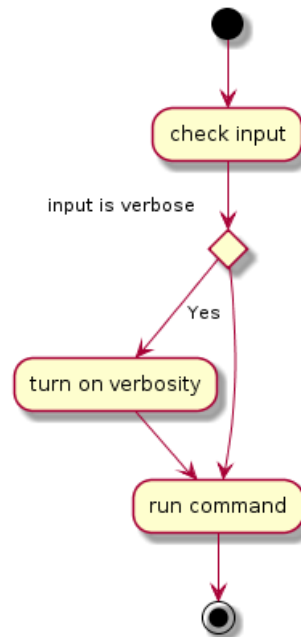 check input
input is verbose
Yes
turn on verbosity
run command